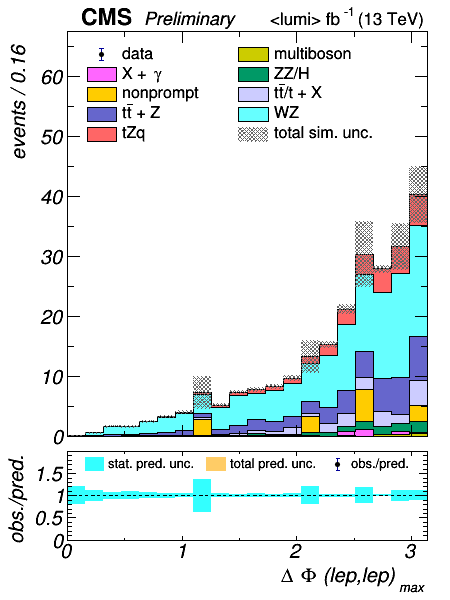 CMS Preliminary <lumi> fb⁻¹ (13 TeV)
events / 0.16
60
50
40
30
20
10
0
data
X + γ
nonprompt
tt̄ + Z
tZq
multiboson
ZZ/H
tt̄/t + X
WZ
total sim. unc.
obs./pred.
1.5
1
0.5
0
stat. pred. unc. total pred. unc. obs./pred.
0 1 2 3
Δ Φ (lep,lep) max